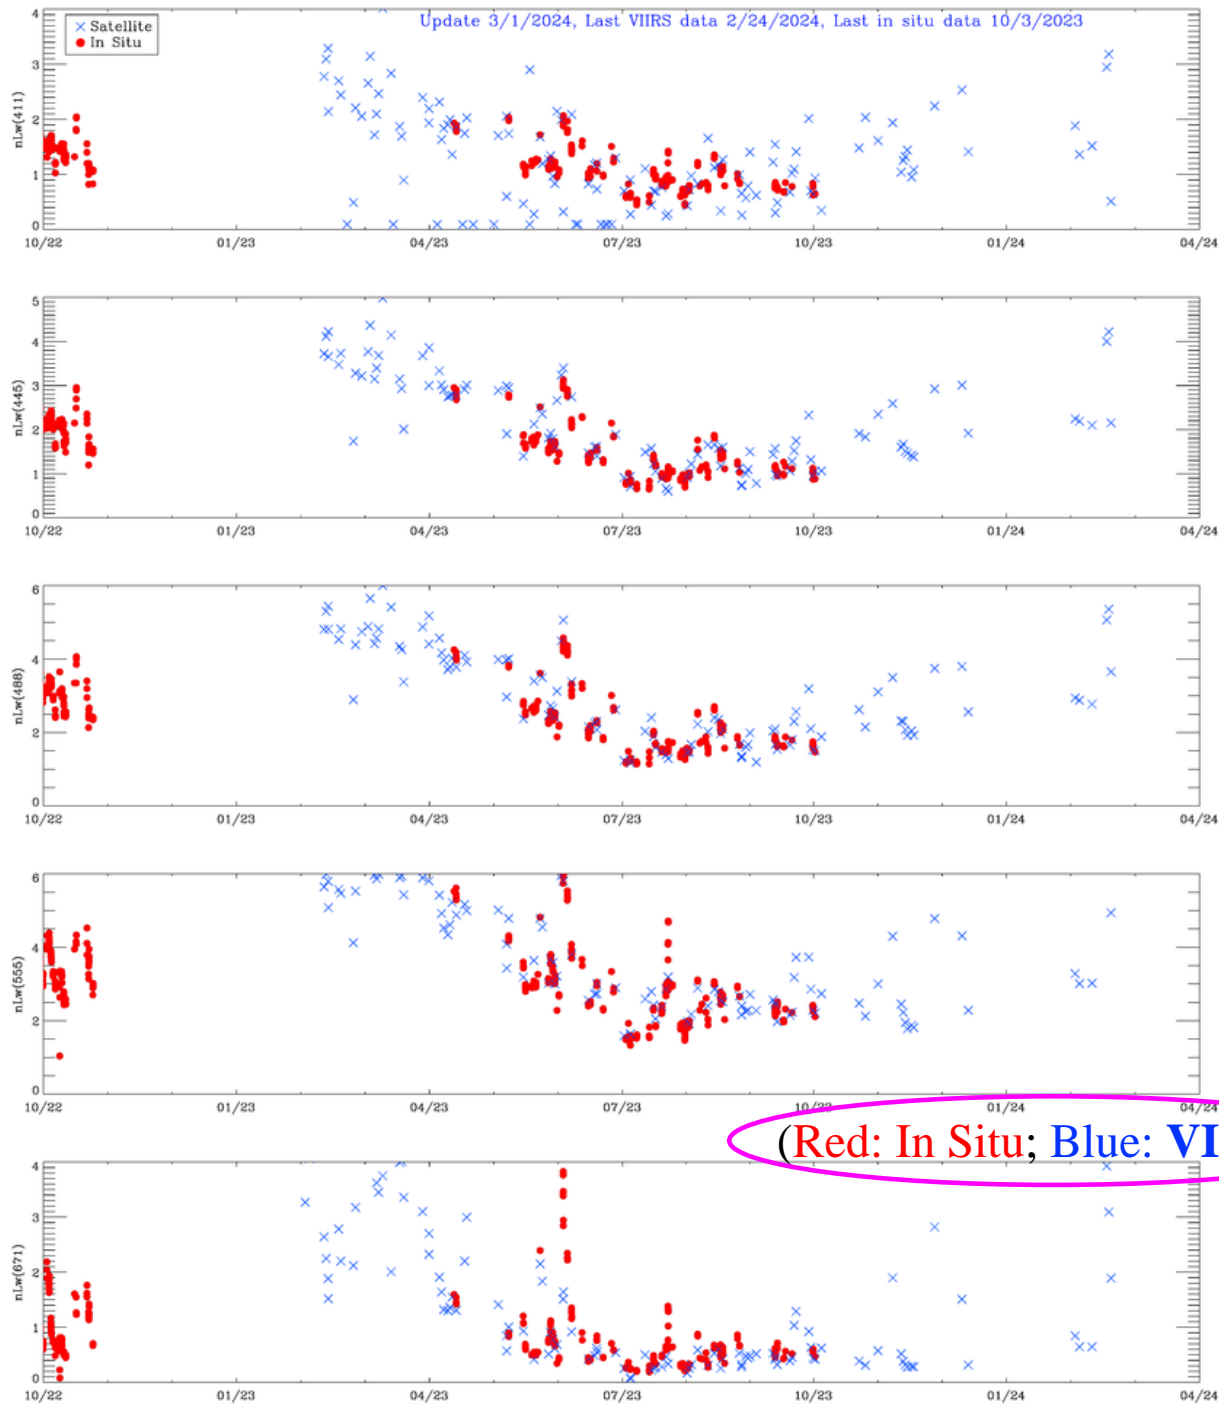 Update 3/1/2024, Last VIIRS data 2/24/2024, Last in situ data 10/3/2023
× Satellite
● In Situ
nLw(411)
4
3
2
1
0
10/22 01/23 04/23 07/23 10/23 01/24 04/24
nLw(445)
5
4
3
2
1
0
10/22 01/23 04/23 07/23 10/23 01/24 04/24
nLw(488)
6
4
2
0
10/22 01/23 04/23 07/23 10/23 01/24 04/24
nLw(555)
6
4
2
0
10/22 01/23 04/23 07/23 10/23 01/24 04/24
(Red: In Situ; Blue: VI
nLw(671)
4
3
2
1
0
10/22 01/23 04/23 07/23 10/23 01/24 04/24